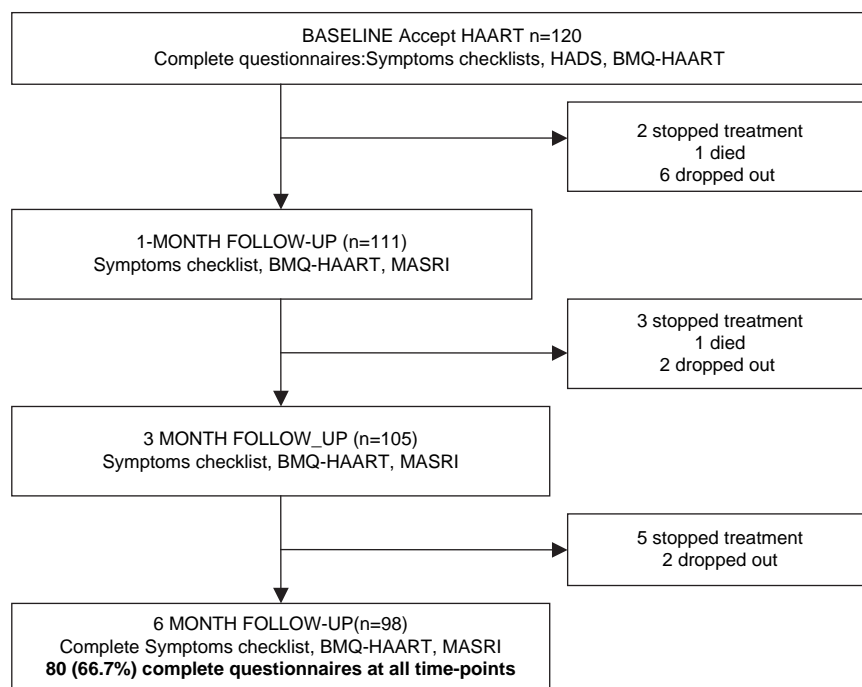 BASELINE Accept HAART n=120
Complete questionnaires:Symptoms checklists, HADS, BMQ-HAART
2 stopped treatment
1 died
6 dropped out
1-MONTH FOLLOW-UP (n=111)
Symptoms checklist, BMQ-HAART, MASRI
3 stopped treatment
1 died
2 dropped out
3 MONTH FOLLOW_UP (n=105)
Symptoms checklist, BMQ-HAART, MASRI
5 stopped treatment
2 dropped out
6 MONTH FOLLOW-UP(n=98)
Complete Symptoms checklist, BMQ-HAART, MASRI
80 (66.7%) complete questionnaires at all time-points